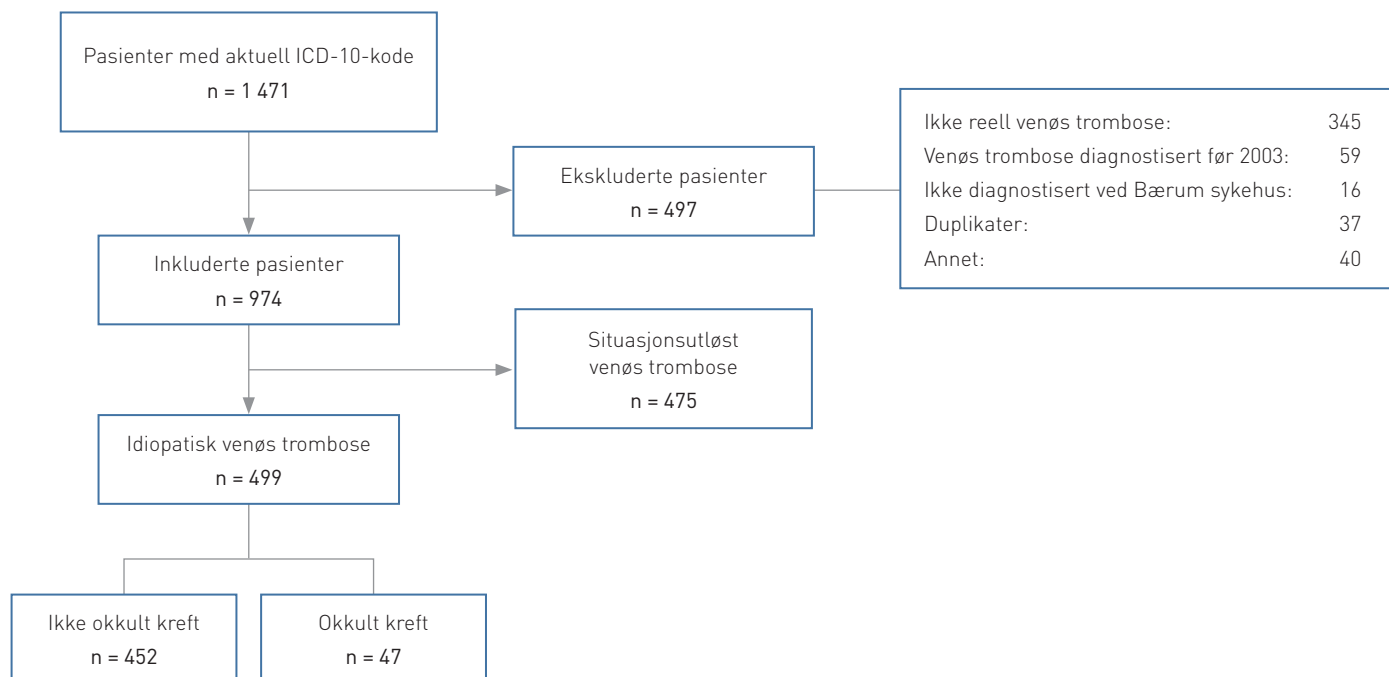 Pasienter med aktuell ICD-10-kode
n = 1 471
Ekskluderte pasienter
n = 497
Ikke reell venøs trombose: 345
Venøs trombose diagnostisert før 2003: 59
Ikke diagnostisert ved Bærum sykehus: 16
Duplikater: 37
Annet: 40
Inkluderte pasienter
n = 974
Situasjonsutløst
venøs trombose
n = 475
Idiopatisk venøs trombose
n = 499
Ikke okkult kreft
n = 452
Okkult kreft
n = 47